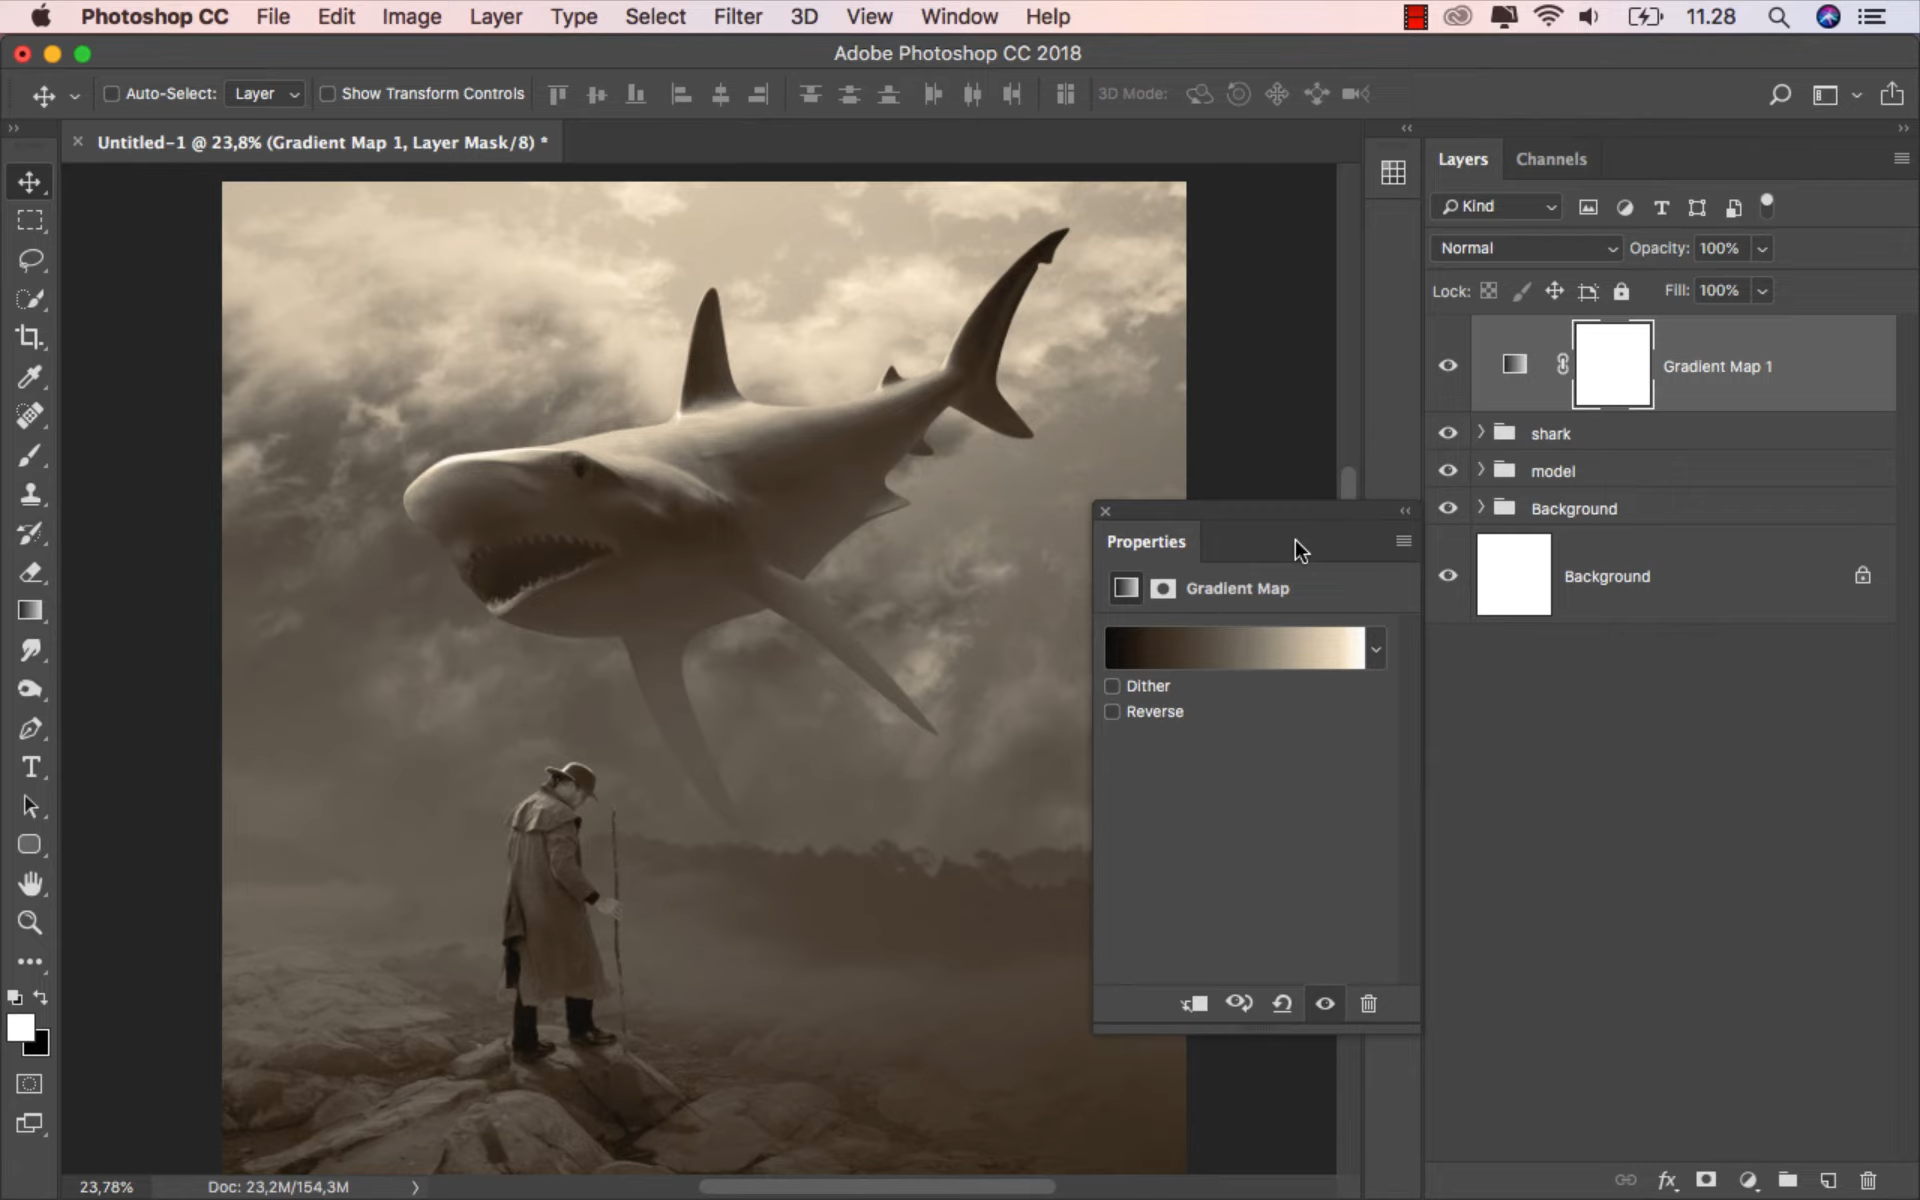 Photoshop CC File Edit Image Layer Type Select Filter 3D View Window Help 11.28
Adobe Photoshop CC 2018
Auto-Select: Layer Show Transform Controls 3D Mode:
Untitled-1 @ 23,8% (Gradient Map 1, Layer Mask/8) *
Layers Channels
Kind
Normal Opacity: 100%
Lock: Fill: 100%
Gradient Map 1
shark
model
Background
Background
Properties
Gradient Map
Dither
Reverse
23,78% Doc: 23,2M/154,3M